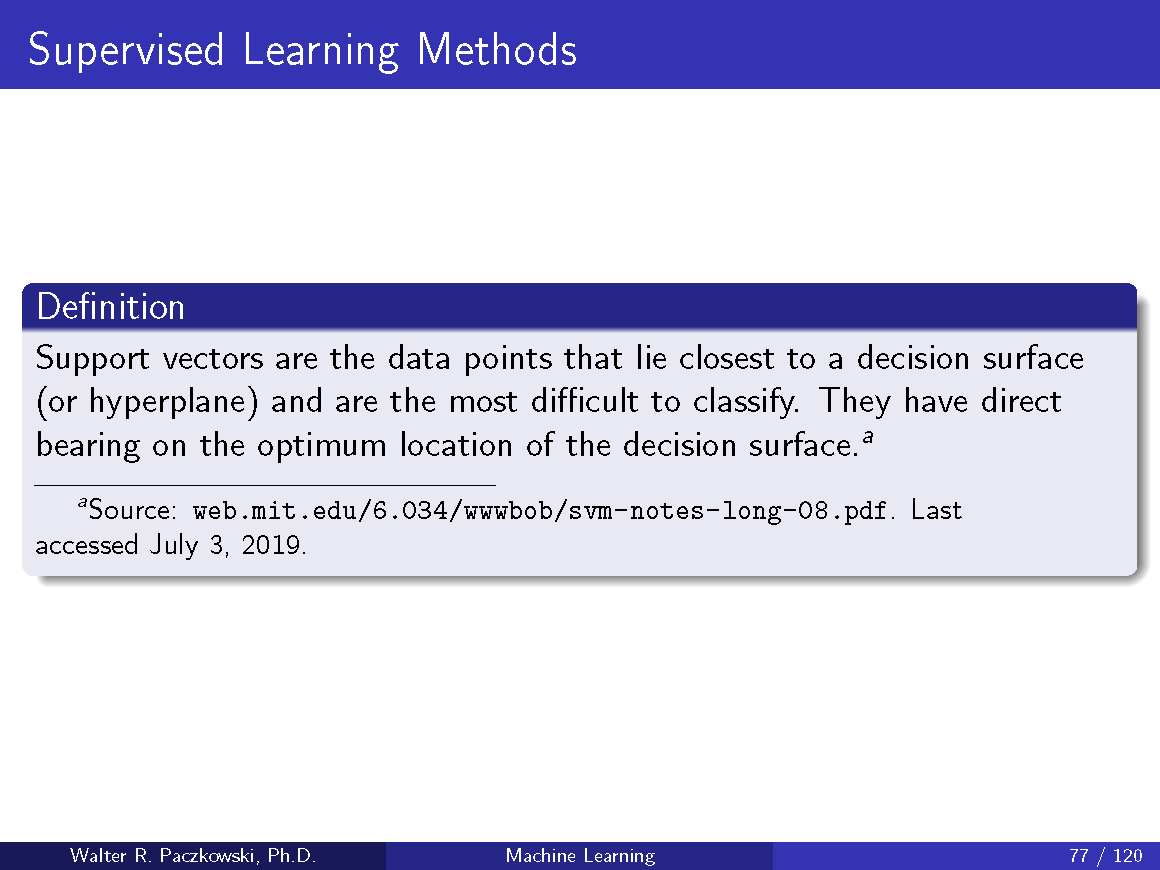 Supervised Learning Methods
Definition
Support vectors are the data points that lie closest to a decision surface
(or hyperplane) and are the most difficult to classify. They have direct
bearing on the optimum location of the decision surface.a
aSource: web.mit.edu/6.034/wwwbob/svm-notes-long-08.pdf. Last
accessed July 3, 2019.
Walter R. Paczkowski, Ph.D. Machine Learning 77 / 120